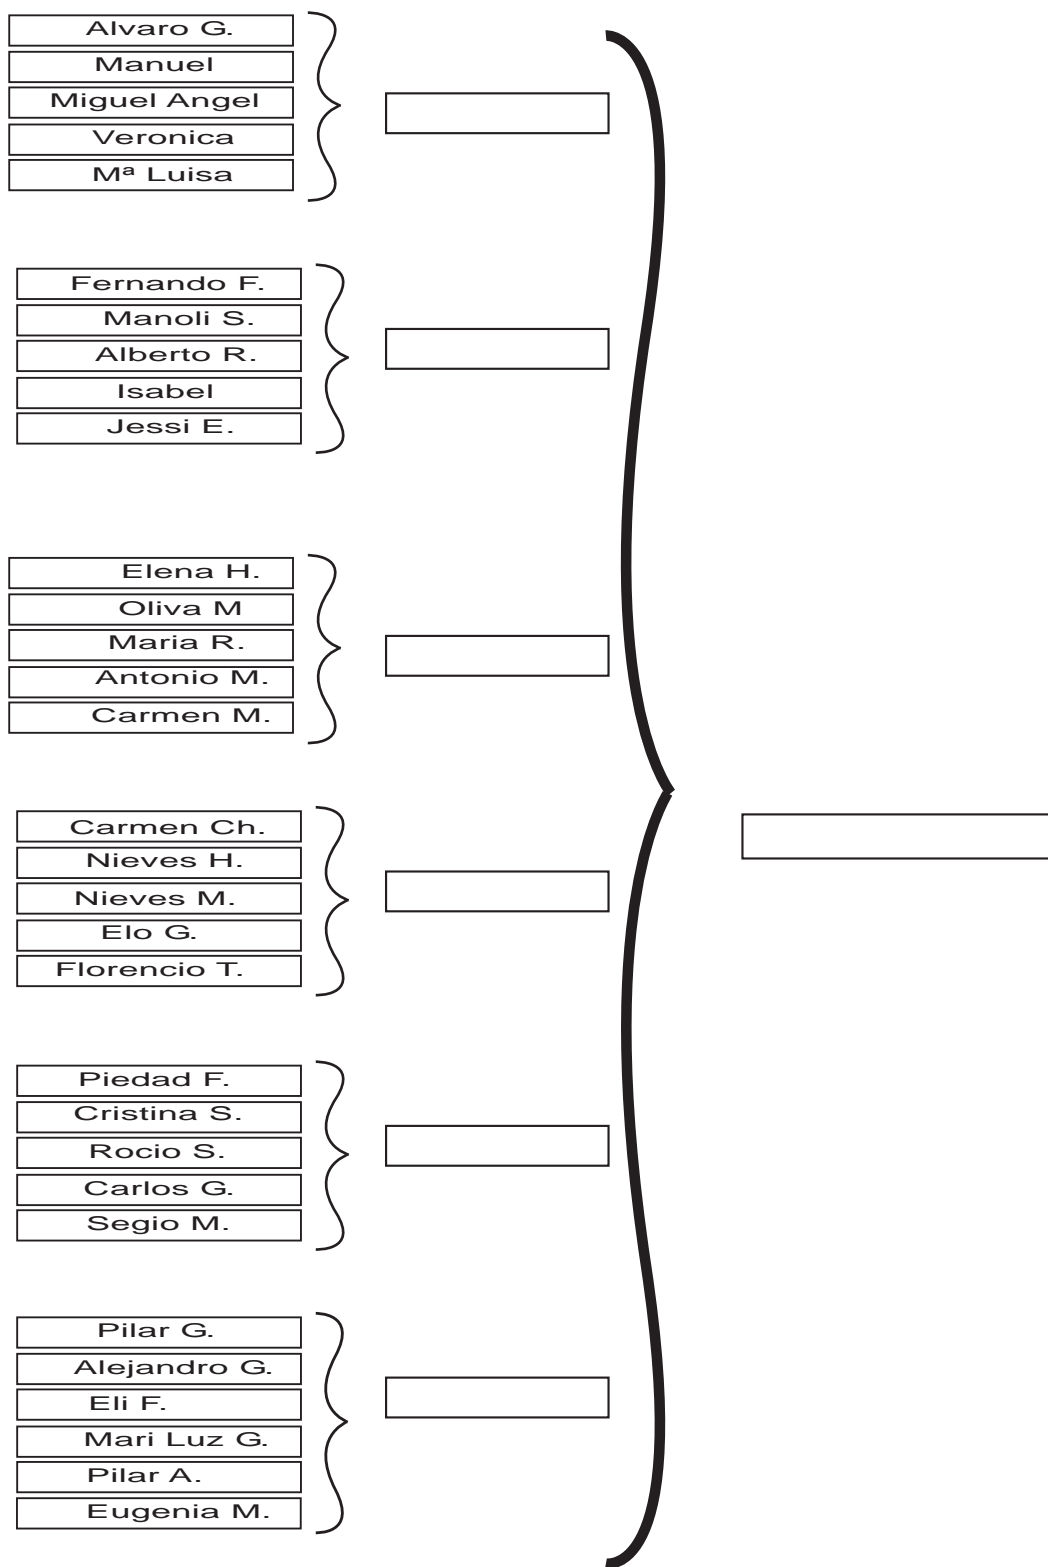 Alvaro G.
Manuel
Miguel Angel
Veronica
Mª Luisa
Fernando F.
Manoli S.
Alberto R.
Isabel
Jessi E.
Elena H.
Oliva M
Maria R.
Antonio M.
Carmen M.
Carmen Ch.
Nieves H.
Nieves M.
Elo G.
Florencio T.
Piedad F.
Cristina S.
Rocio S.
Carlos G.
Segio M.
Pilar G.
Alejandro G.
Eli F.
Mari Luz G.
Pilar A.
Eugenia M.